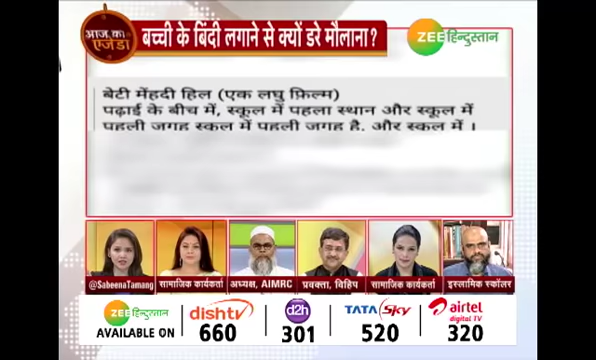 आज का
एजेंडा
बच्ची के बिंदी लगाने से क्यों डरे मौलाना?
ZEE हिन्दुस्तान
बेटी मेंहदी हिल (एक लघु फ़िल्म)
पढ़ाई के बीच में, स्कूल में पहला स्थान और स्कूल में
पहली जगह स्कूल में पहली जगह है, और स्कूल में ।
@SabeenaTamang
सामाजिक कार्यकर्ता
अध्यक्ष, AIMRC
प्रवक्ता, विहिप
सामाजिक कार्यकर्ता
इस्लामिक स्कॉलर
ZEE हिन्दुस्तान
AVAILABLE ON
dishtv
660
d2h
301
TATA Sky
520
airtel
digital TV
320